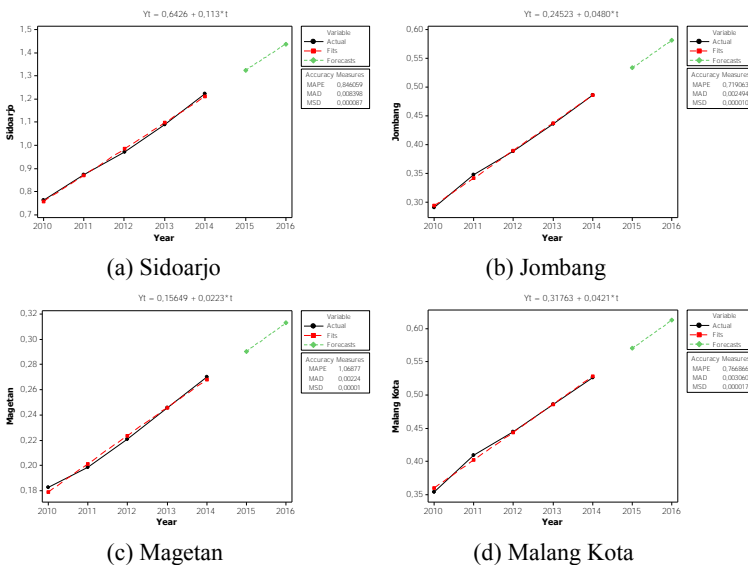 Yt = 0,6426 + 0,113*t
1,5
1,4
1,3
1,2
1,1
1,0
0,9
0,8
0,7
Sidoarjo
2010 2011 2012 2013 2014 2015 2016
Year
Variable
Actual
Fits
Forecasts
Accuracy Measures
MAPE 0,846059
MAD 0,008398
MSD 0,000087
(a) Sidoarjo
Yt = 0,24523 + 0,0480*t
0,60
0,55
0,50
0,45
0,40
0,35
0,30
Jombang
2010 2011 2012 2013 2014 2015 2016
Year
Variable
Actual
Fits
Forecasts
Accuracy Measures
MAPE 0,719063
MAD 0,002494
MSD 0,000010
(b) Jombang
Yt = 0,15649 + 0,0223*t
0,32
0,30
0,28
0,26
0,24
0,22
0,20
0,18
Magetan
2010 2011 2012 2013 2014 2015 2016
Year
Variable
Actual
Fits
Forecasts
Accuracy Measures
MAPE 1,06877
MAD 0,00224
MSD 0,00001
(c) Magetan
Yt = 0,31763 + 0,0421*t
0,60
0,55
0,50
0,45
0,40
0,35
Malang Kota
2010 2011 2012 2013 2014 2015 2016
Year
Variable
Actual
Fits
Forecasts
Accuracy Measures
MAPE 0,766866
MAD 0,003060
MSD 0,000017
(d) Malang Kota